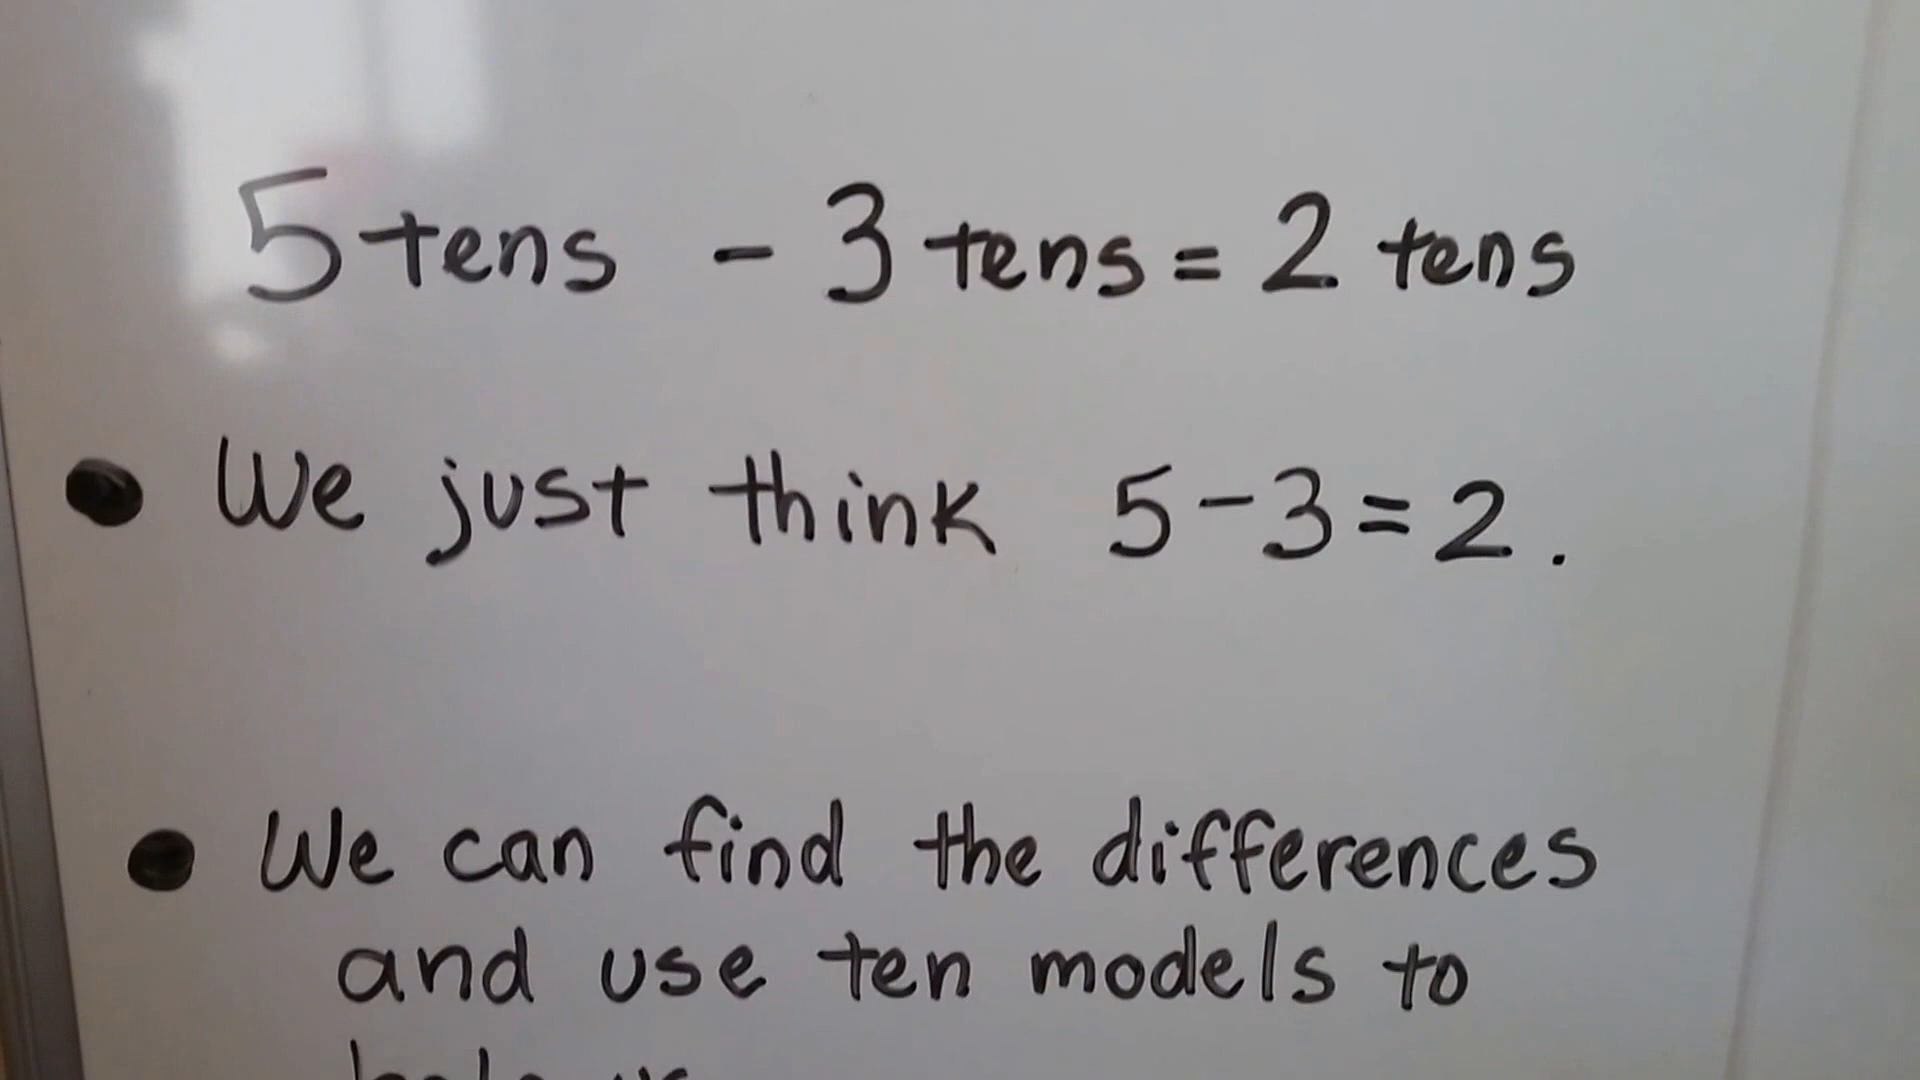 5 tens - 3 tens = 2 tens
• We just think 5 - 3 = 2.
• We can find the differences
and use ten models to